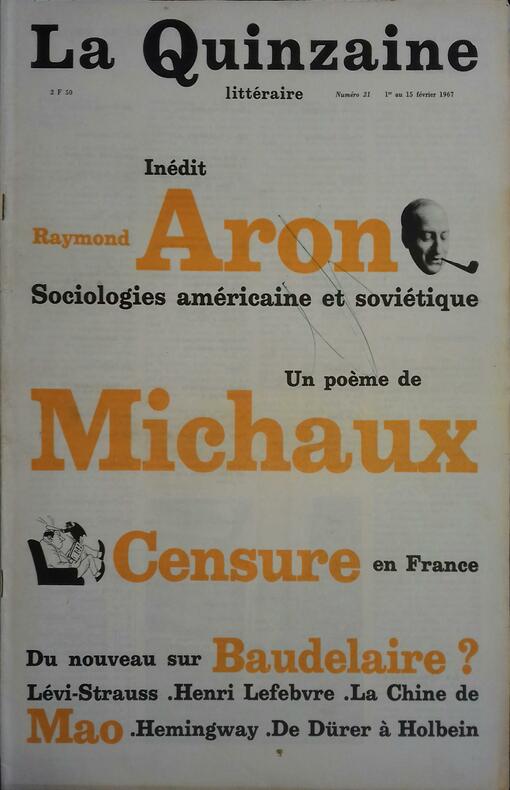 La Quinzaine
2 F 50 littéraire Numéro 21 1er au 15 février 1967
Inédit
Raymond Aron
Sociologies américaine et soviétique
Un poème de
Michaux
Censure en France
Du nouveau sur Baudelaire ?
Lévi-Strauss .Henri Lefebvre .La Chine de
Mao .Hemingway .De Dürer à Holbein